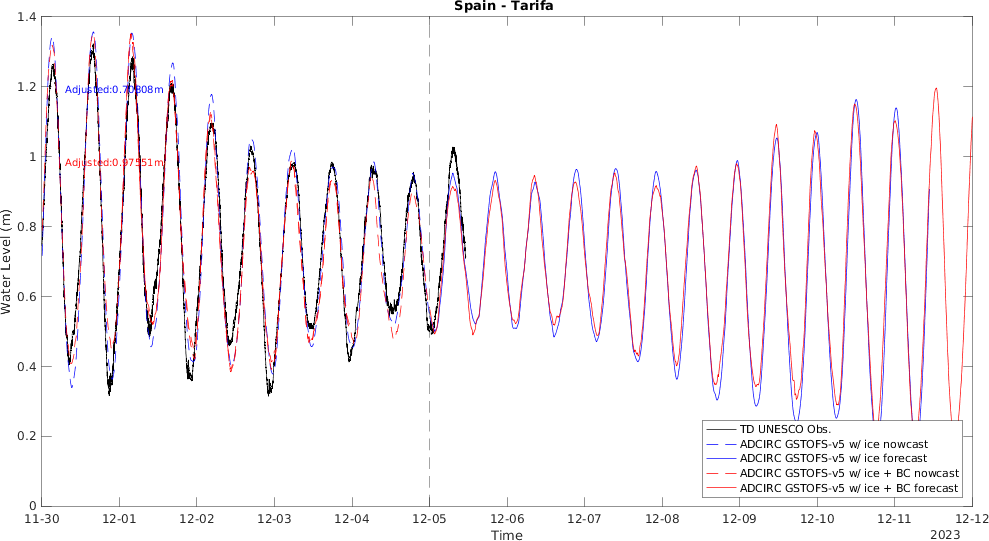 Spain - Tarifa
Water Level (m)
1.4
1.2
1
0.8
0.6
0.4
0.2
0
Adjusted:0.70808m
Adjusted:0.97551m
TD UNESCO Obs.
ADCIRC GSTOFS-v5 w/ ice nowcast
ADCIRC GSTOFS-v5 w/ ice forecast
ADCIRC GSTOFS-v5 w/ ice + BC nowcast
ADCIRC GSTOFS-v5 w/ ice + BC forecast
11-30 12-01 12-02 12-03 12-04 12-05 12-06 12-07 12-08 12-09 12-10 12-11 12-12
Time
2023